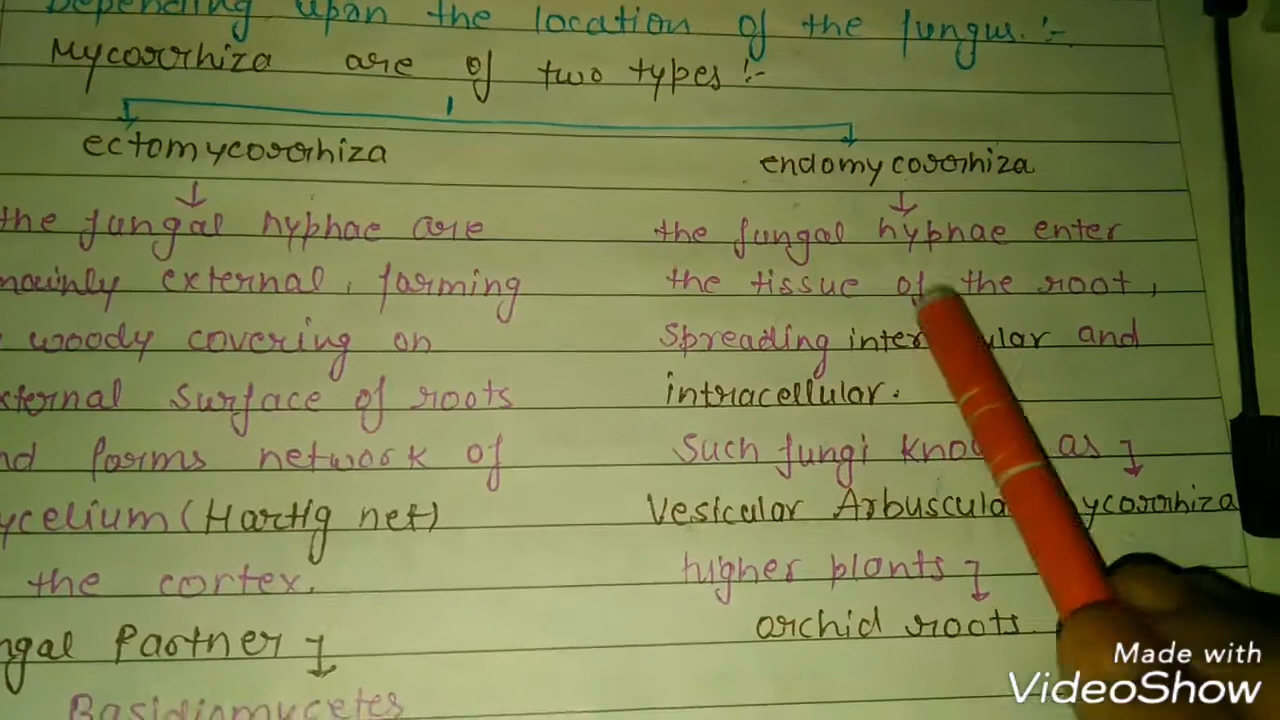 Depending upon the location of the fungus :-
Mycorrhiza are of two types :-
ectomycorrhiza
the fungal hyphae are
mainly external, forming
woody covering on
external surface of roots
and forms network of
mycelium (Hartig net)
the cortex.
fungal Partner
Basidiomycetes
endomycorrhiza
the fungal hyphae enter
the tissue of the root,
spreading and
intracellular.
Such fungi as
Vesicular
higher plants
orchid roots
Made with
VideoShow